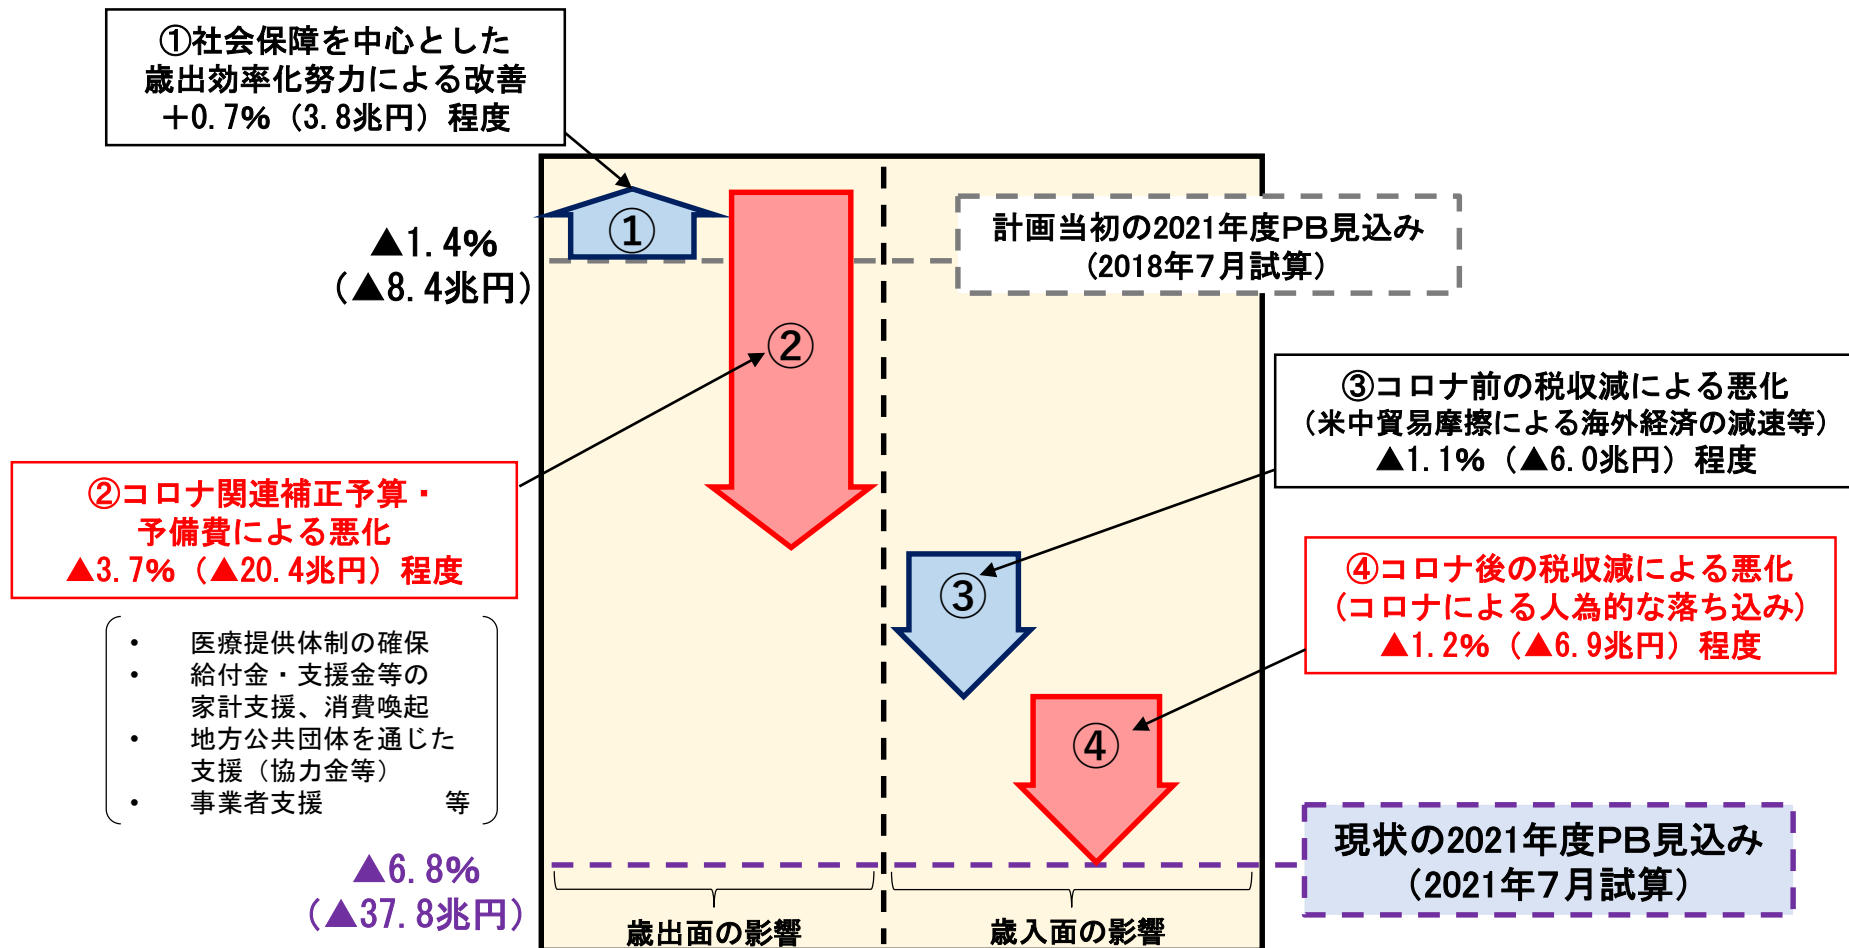 ①社会保障を中心とした
歳出効率化努力による改善
＋0.7%（3.8兆円）程度
①
▲1.4%
（▲8.4兆円）
計画当初の2021年度PB見込み
（2018年7月試算）
②
③コロナ前の税収減による悪化
（米中貿易摩擦による海外経済の減速等）
▲1.1%（▲6.0兆円）程度
②コロナ関連補正予算・
予備費による悪化
▲3.7%（▲20.4兆円）程度
③
④コロナ後の税収減による悪化
（コロナによる人為的な落ち込み）
▲1.2%（▲6.9兆円）程度
・ 医療提供体制の確保
・ 給付金・支援金等の
家計支援、消費喚起
・ 地方公共団体を通じた
支援（協力金等）
・ 事業者支援 等
④
▲6.8%
（▲37.8兆円）
現状の2021年度PB見込み
（2021年7月試算）
歳出面の影響
歳入面の影響